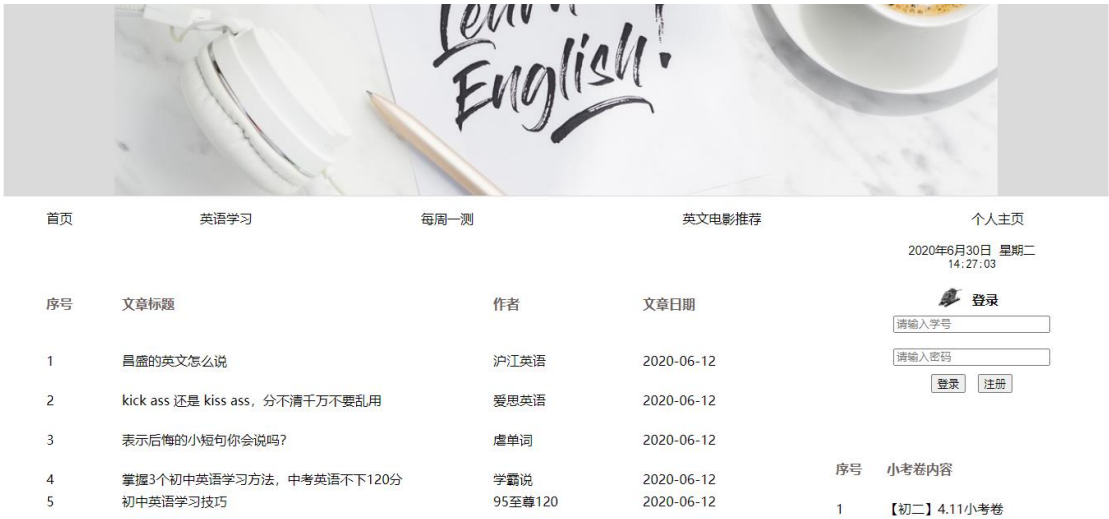 Learn
English!
首页 英语学习 每周一测 英文电影推荐 个人主页
2020年6月30日 星期二
14:27:03
登录
请输入学号
请输入密码
登录 注册
序号 文章标题 作者 文章日期
1 昌盛的英文怎么说 沪江英语 2020-06-12
2 kick ass 还是 kiss ass，分不清千万不要乱用 爱思英语 2020-06-12
3 表示后悔的小短句你会说吗? 虐单词 2020-06-12
4 掌握3个初中英语学习方法，中考英语不下120分 学霸说 2020-06-12
5 初中英语学习技巧 95至尊120 2020-06-12
序号 小考卷内容
1 【初二】4.11小考卷